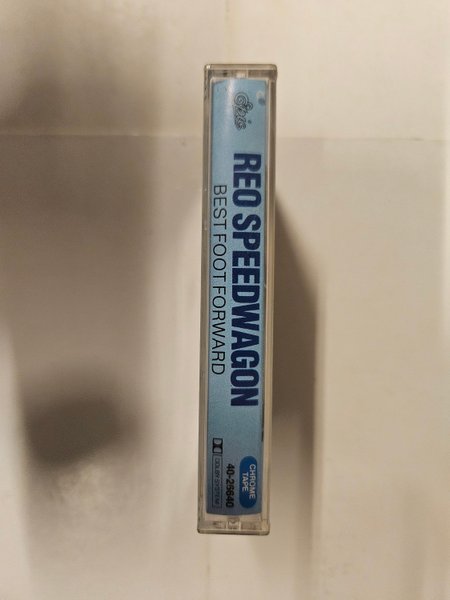 Epic
REO SPEEDWAGON
BEST FOOT FORWARD
CHROME
TAPE
40-25640
DOLBY SYSTEM